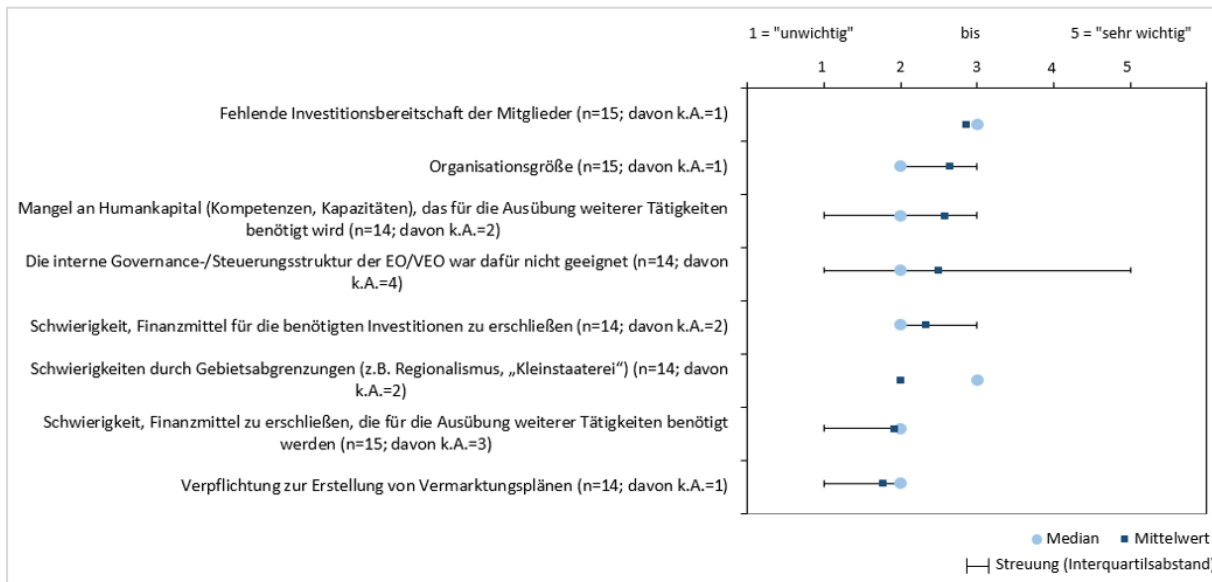 1 = "unwichtig" bis 5 = "sehr wichtig"
1 2 3 4 5
Fehlende Investitionsbereitschaft der Mitglieder (n=15; davon k.A.=1)
Organisationsgröße (n=15; davon k.A.=1)
Mangel an Humankapital (Kompetenzen, Kapazitäten), das für die Ausübung weiterer Tätigkeiten
benötigt wird (n=14; davon k.A.=2)
Die interne Governance-/Steuerungsstruktur der EO/VEO war dafür nicht geeignet (n=14; davon
k.A.=4)
Schwierigkeit, Finanzmittel für die benötigten Investitionen zu erschließen (n=14; davon k.A.=2)
Schwierigkeiten durch Gebietsabgrenzungen (z.B. Regionalismus, „Kleinstaaterei“) (n=14; davon
k.A.=2)
Schwierigkeit, Finanzmittel zu erschließen, die für die Ausübung weiterer Tätigkeiten benötigt
werden (n=15; davon k.A.=3)
Verpflichtung zur Erstellung von Vermarktungsplänen (n=14; davon k.A.=1)
Median Mittelwert
Streuung (Interquartilsabstand)